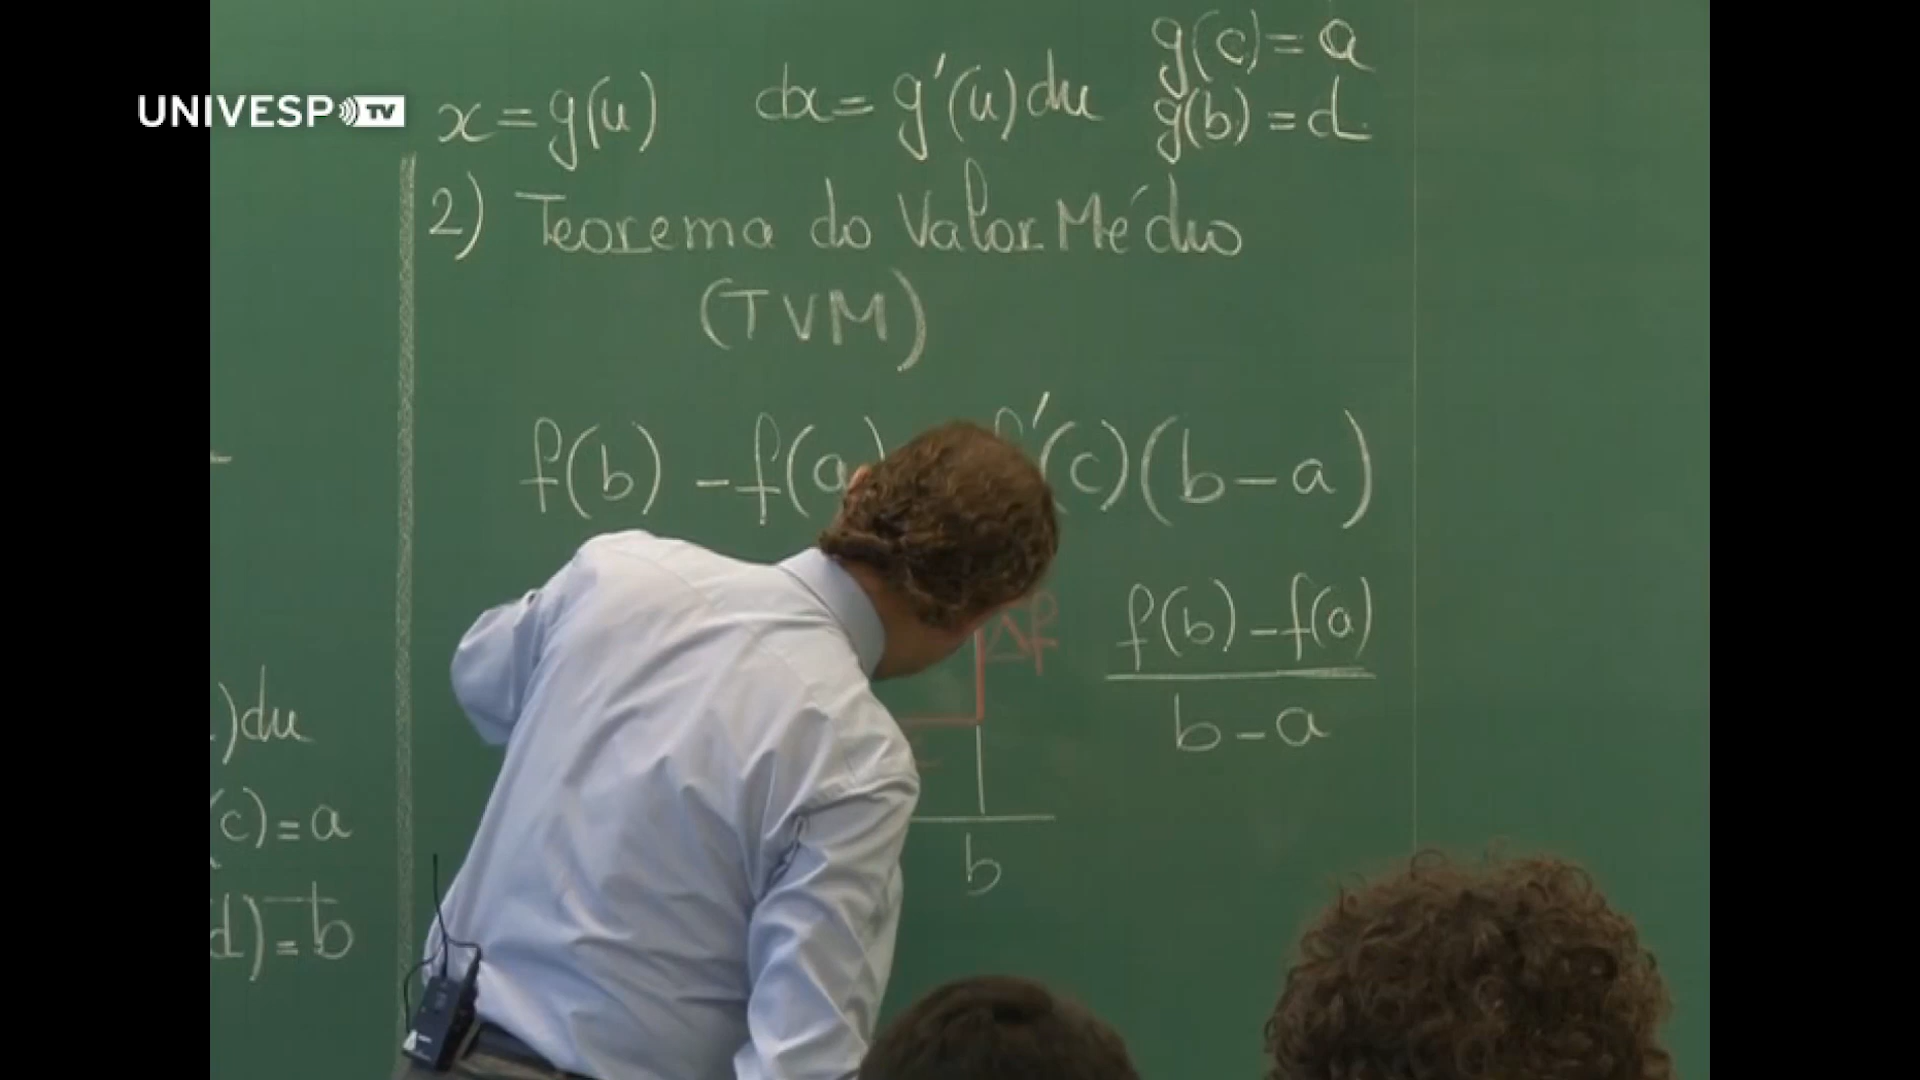 UNIVESP TV
x = g(u) dx = g'(u) du g(c) = a
g(b) = d
2) Teorema do Valor Médio
(TVM)
f(b) - f(a) f'(c)(b-a)
Δf
f(b) - f(a)
b - a
b
)du
(c) = a
d) = b